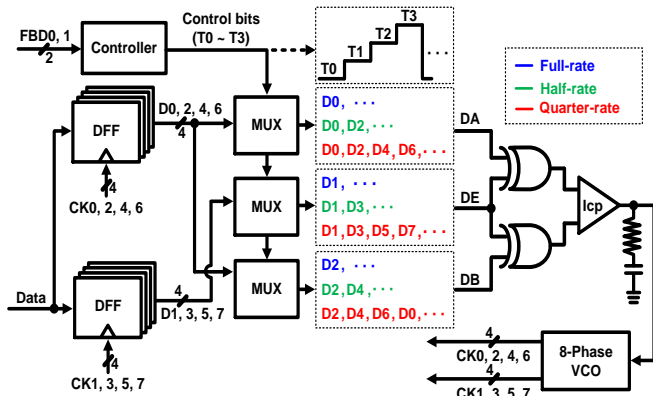 FBD0, 1
2
Controller
Control bits
(T0 ~ T3)
T0
T1
T2
T3
· · ·
Full-rate
Half-rate
Quarter-rate
DFF
4
CK0, 2, 4, 6
D0, 2, 4, 6
4
MUX
D0, · · ·
D0, D2, · · ·
D0, D2, D4, D6, · · ·
DA
MUX
D1, · · ·
D1, D3, · · ·
D1, D3, D5, D7, · · ·
DE
MUX
D2, · · ·
D2, D4, · · ·
D2, D4, D6, D0, · · ·
DB
Icp
Data
DFF
4
D1, 3, 5, 7
4
CK1, 3, 5, 7
4
CK0, 2, 4, 6
4
CK1, 3, 5, 7
8-Phase
VCO